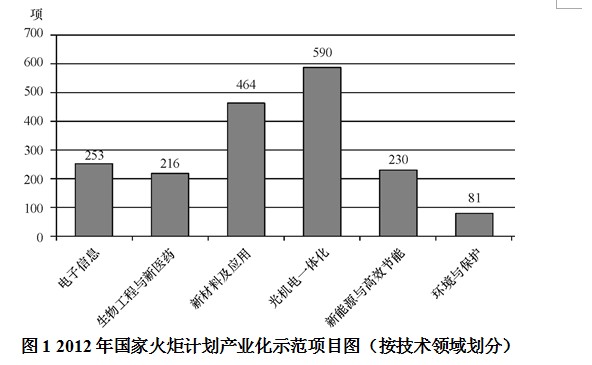 项
700
600
500
400
300
200
100
0
253
216
464
590
230
81
电子信息
生物工程与新医药
新材料及应用
光机电一体化
新能源与高效节能
环境与保护
图 1 2012 年国家火炬计划产业化示范项目图（按技术领域划分）